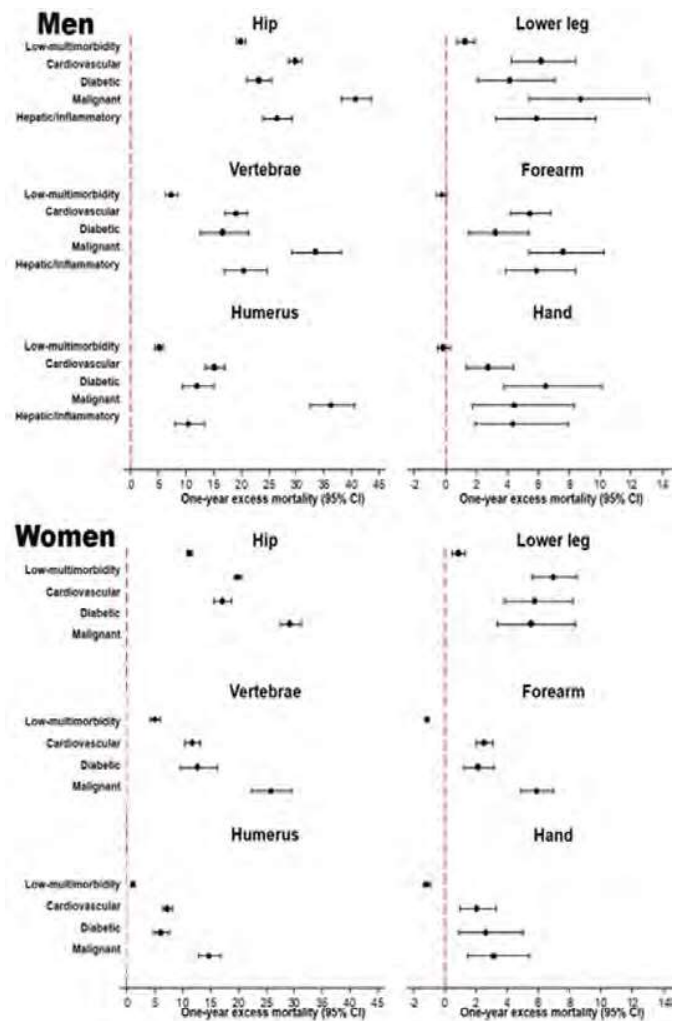 Men
Hip
Lower leg
Low-multimorbidity
Cardiovascular
Diabetic
Malignant
Hepatic/Inflammatory
Vertebrae
Forearm
Low-multimorbidity
Cardiovascular
Diabetic
Malignant
Hepatic/Inflammatory
Humerus
Hand
Low-multimorbidity
Cardiovascular
Diabetic
Malignant
Hepatic/Inflammatory
0 5 10 15 20 25 30 35 40 45
-2 0 2 4 6 8 10 12 14
One-year excess mortality (95% CI)
One-year excess mortality (95% CI)
Women
Hip
Lower leg
Low-multimorbidity
Cardiovascular
Diabetic
Malignant
Vertebrae
Forearm
Low-multimorbidity
Cardiovascular
Diabetic
Malignant
Humerus
Hand
Low-multimorbidity
Cardiovascular
Diabetic
Malignant
0 5 10 15 20 25 30 35 40 45
-2 0 2 4 6 8 10 12 14
One-year excess mortality (95% CI)
One-year excess mortality (95% CI)